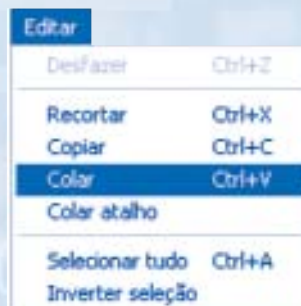 Editar
Desfazer Ctrl+Z
Recortar Ctrl+X
Copiar Ctrl+C
Colar Ctrl+V
Colar atalho
Selecionar tudo Ctrl+A
Inverter seleção